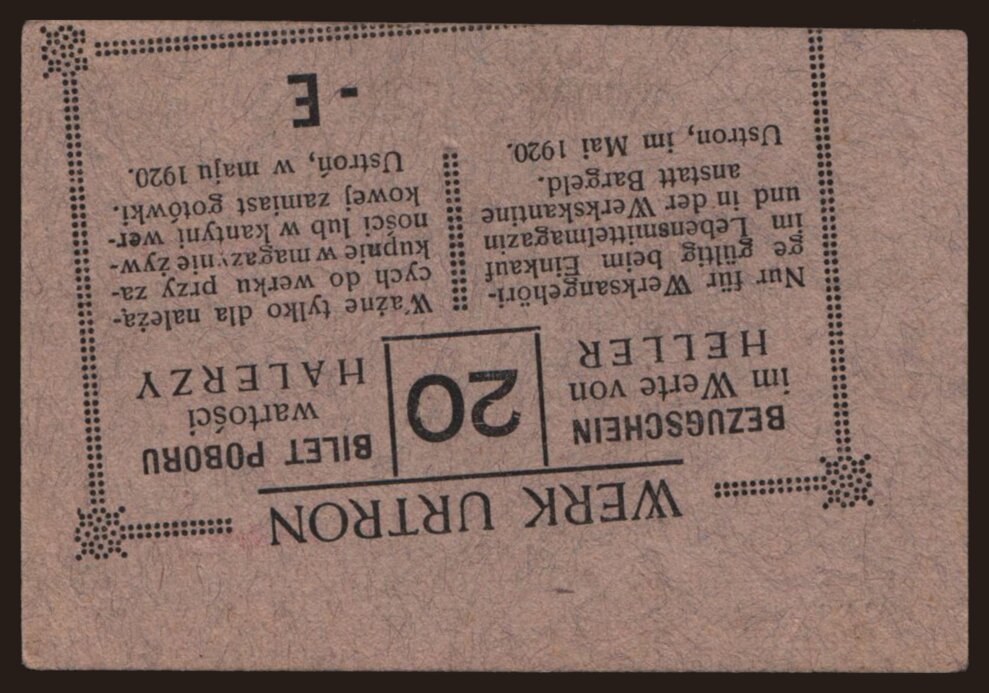 WERK URTRON
BEZUGSCHEIN
im Werte von
HELLER
20
BILET POBORU
wartości
HALERZY
Nur für Werksangehöri-
ge gültig beim Einkauf
im Lebensmittelmagazin
und in der Werkskantine
anstatt Bargeld.
Ustron, im Mai 1920.
Ważne tylko dla należą-
cych do werku przy za-
kupnie w magazynie żyw-
ności lub w kantyni wer-
kowej zamiast gotówki.
Ustroń, w maju 1920.
- E